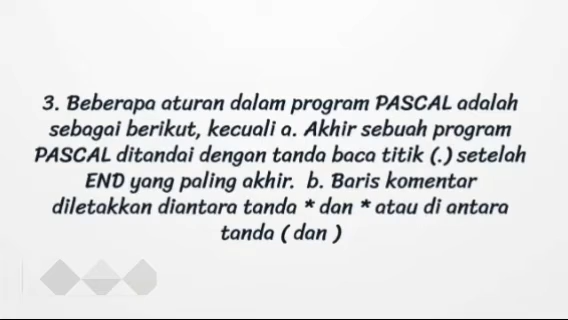 3. Beberapa aturan dalam program PASCAL adalah
sebagai berikut, kecuali a. Akhir sebuah program
PASCAL ditandai dengan tanda baca titik (.) setelah
END yang paling akhir. b. Baris komentar
diletakkan diantara tanda * dan * atau di antara
tanda ( dan )